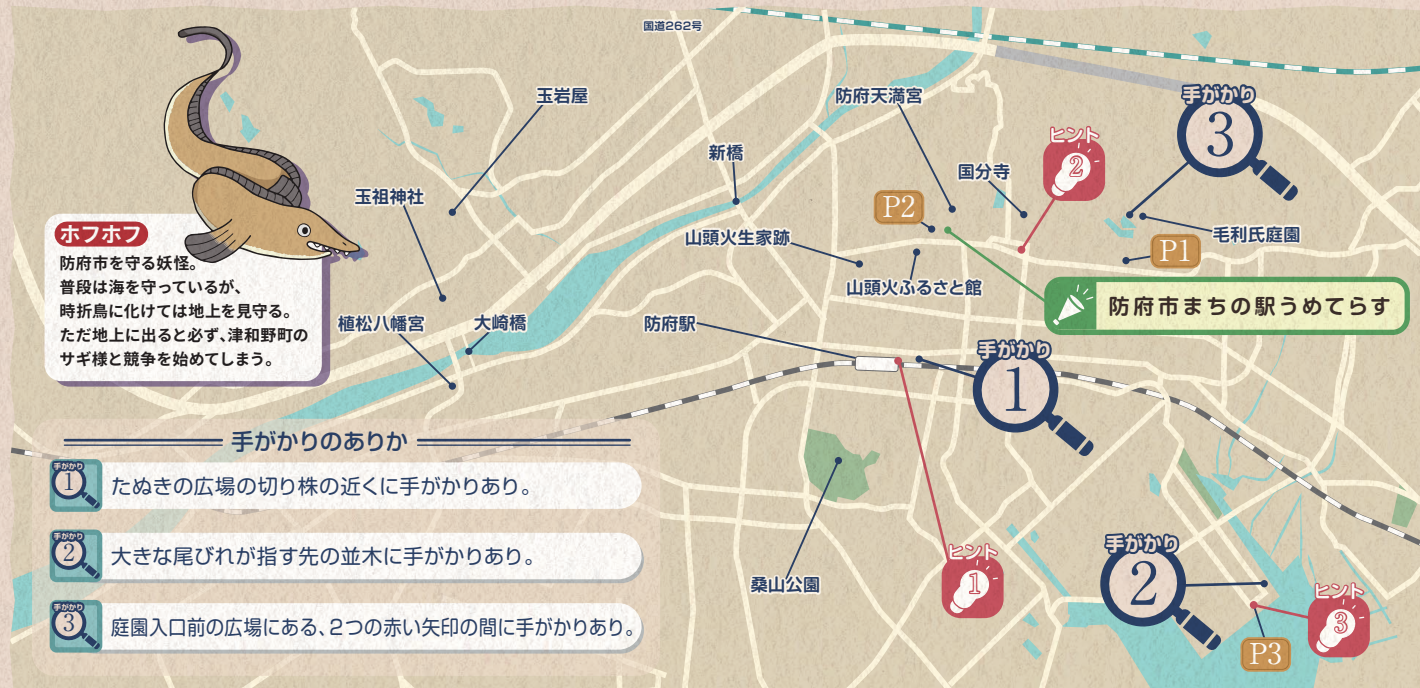 国道262号
玉岩屋
防府天満宮
手がかり
3
ヒント
2
新橋
国分寺
玉祖神社
P2
毛利氏庭園
P1
山頭火生家跡
山頭火ふるさと館
防府市まちの駅うめてらす
ホフホフ
防府市を守る妖怪。
普段は海を守っているが、
時折鳥に化けては地上を見守る。
ただ地上に出ると必ず、津和野町の
サギ様と競争を始めてしまう。
植松八幡宮
大崎橋
防府駅
手がかり
1
手がかりのありか
手がかり
1
たぬきの広場の切り株の近くに手がかりあり。
手がかり
2
大きな尾びれが指す先の並木に手がかりあり。
手がかり
3
庭園入口前の広場にある、2つの赤い矢印の間に手がかりあり。
桑山公園
ヒント
1
手がかり
2
ヒント
3
P3